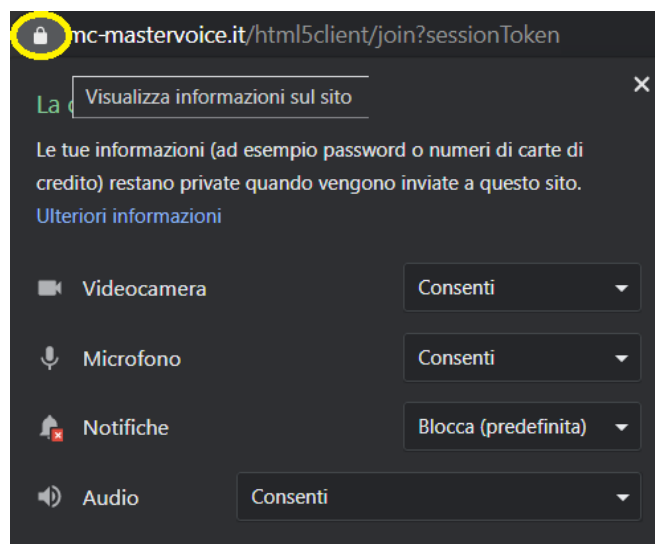 mc-mastervoice.it/html5client/join?sessionToken
La
Visualizza informazioni sul sito
Le tue informazioni (ad esempio password o numeri di carte di
credito) restano private quando vengono inviate a questo sito.
Ulteriori informazioni
Videocamera Consenti
Microfono Consenti
Notifiche Blocca (predefinita)
Audio Consenti